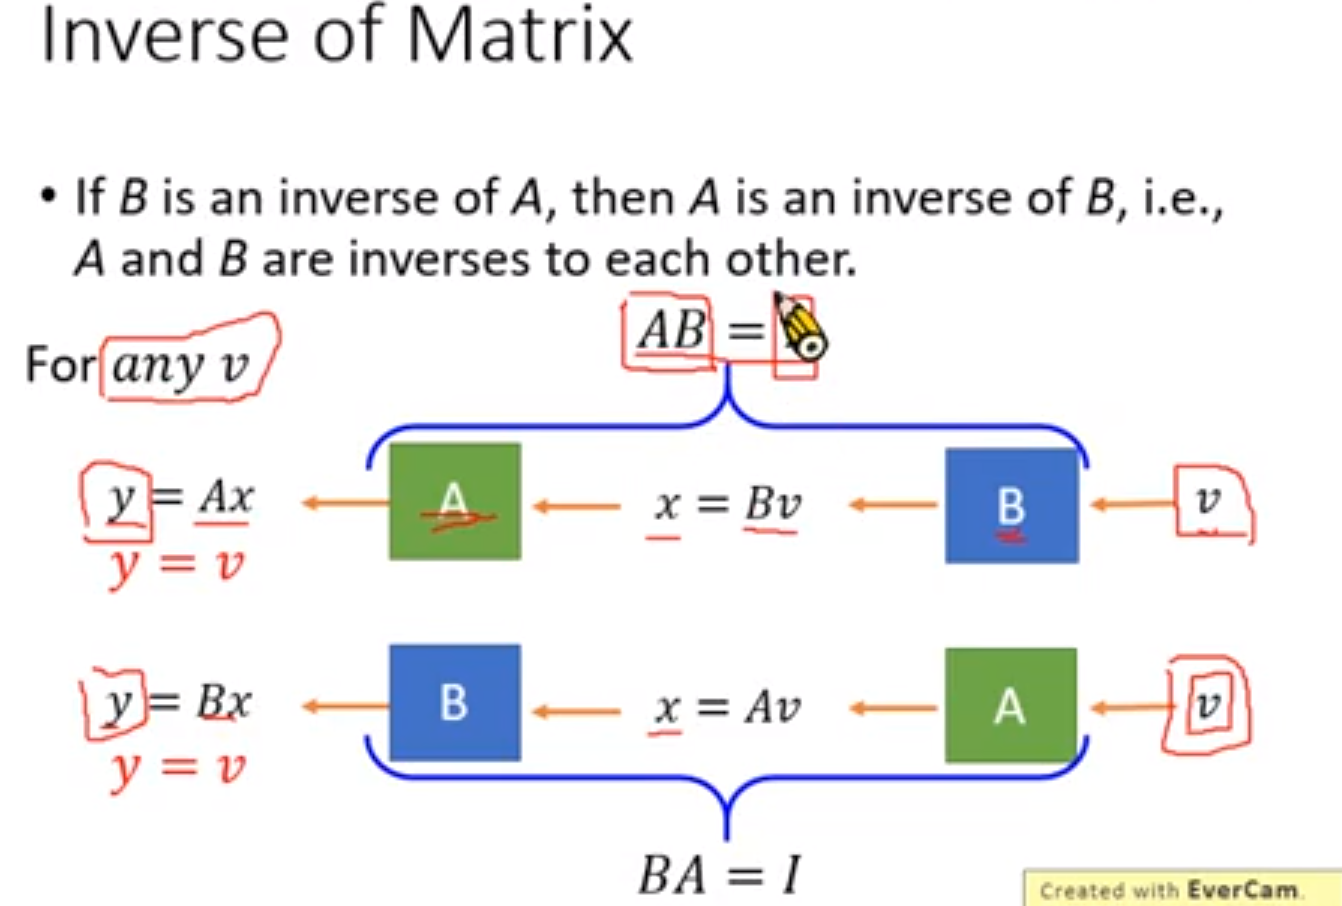 Inverse of Matrix
• If B is an inverse of A, then A is an inverse of B, i.e.,
A and B are inverses to each other.
AB =
For any v
y = Ax A x = Bv B v
y = v
y = Bx B x = Av A v
y = v
BA = I
Created with EverCam.